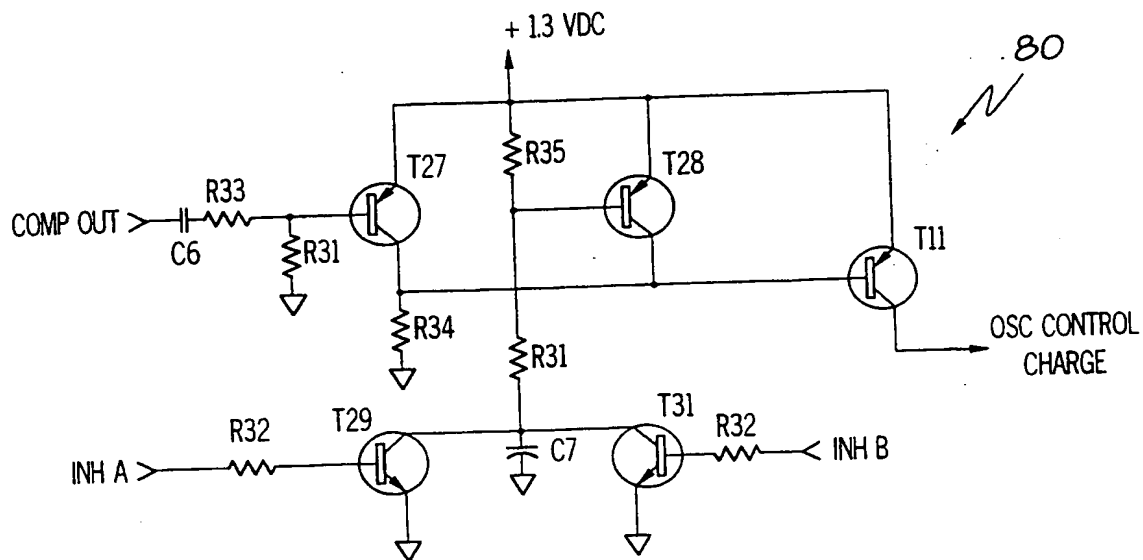 + 1.3 VDC
80
R35
T27
T28
R33
COMP OUT
C6
R31
T11
R34
R31
OSC CONTROL
CHARGE
T29
T31
R32
C7
R32
INH A
INH B